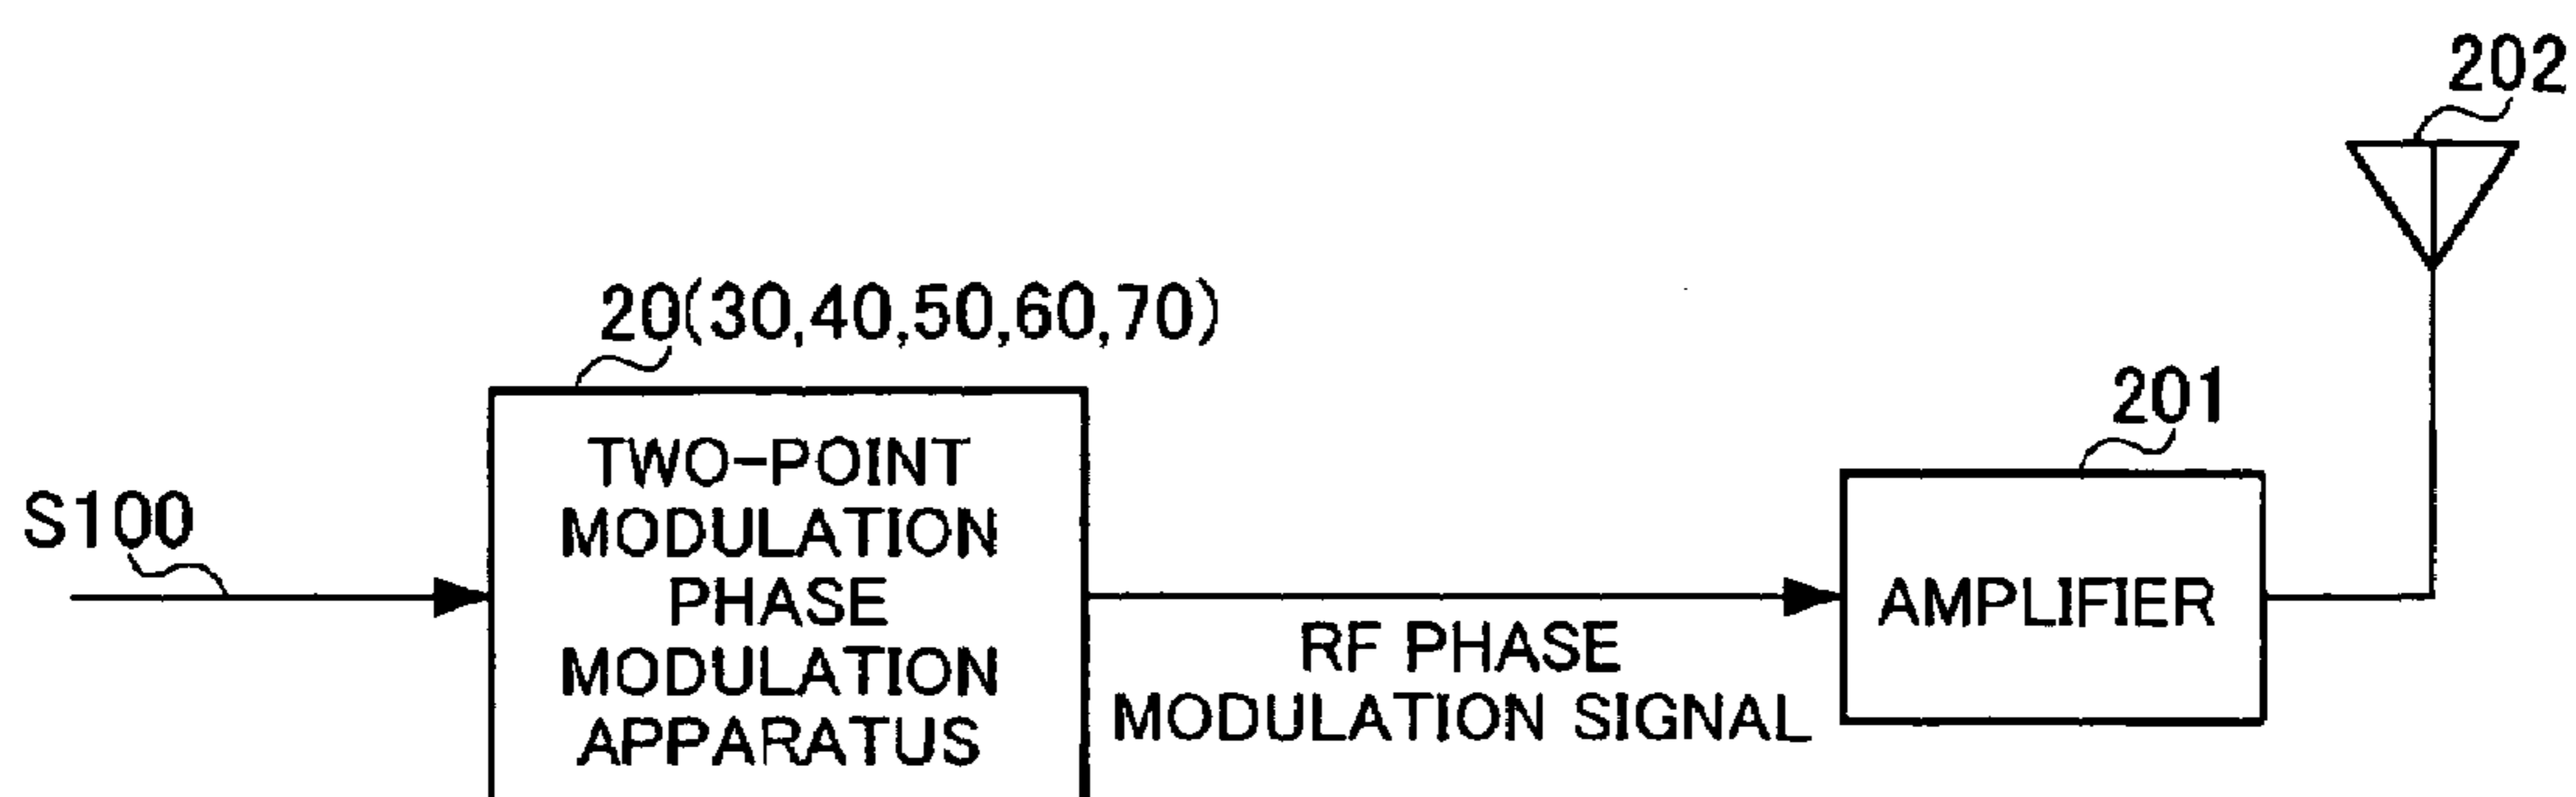 202
20(30,40,50,60,70)
201
S100
TWO-POINT
MODULATION
PHASE
MODULATION
APPARATUS
RF PHASE
MODULATION SIGNAL
AMPLIFIER